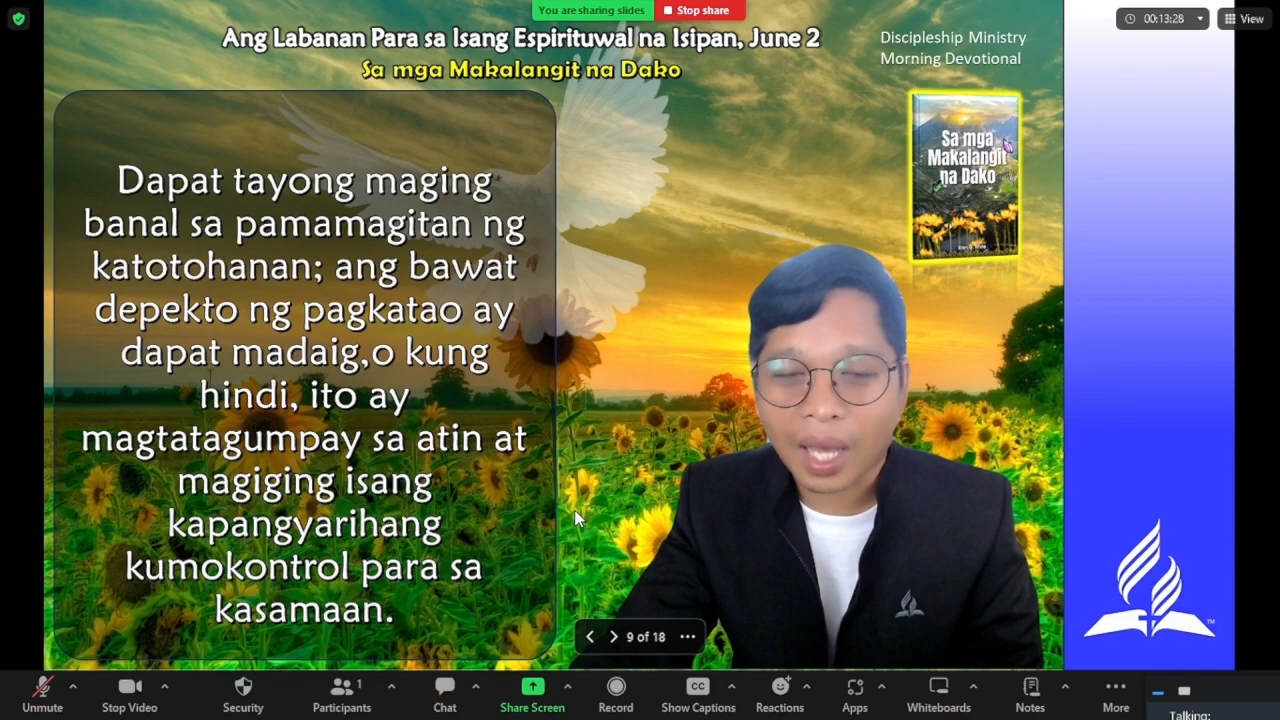 You are sharing slides
Stop share
00:13:28
View
Ang Labanan Para sa Isang Espirituwal na Isipan, June 2
Sa mga Makalangit na Dako
Discipleship Ministry
Morning Devotional
Sa mga
Makalangit
na Dako
Dapat tayong maging
banal sa pamamagitan ng
katotohanan; ang bawat
depekto ng pagkatao ay
dapat madaig,o kung
hindi, ito ay
magtatagumpay sa atin at
magiging isang
kapangyarihang
kumokontrol para sa
kasamaan.
9 of 18
TM
Unmute
Stop Video
Security
1
Participants
Chat
Share Screen
Record
CC
Show Captions
Reactions
Apps
Whiteboards
Notes
More
Talking: